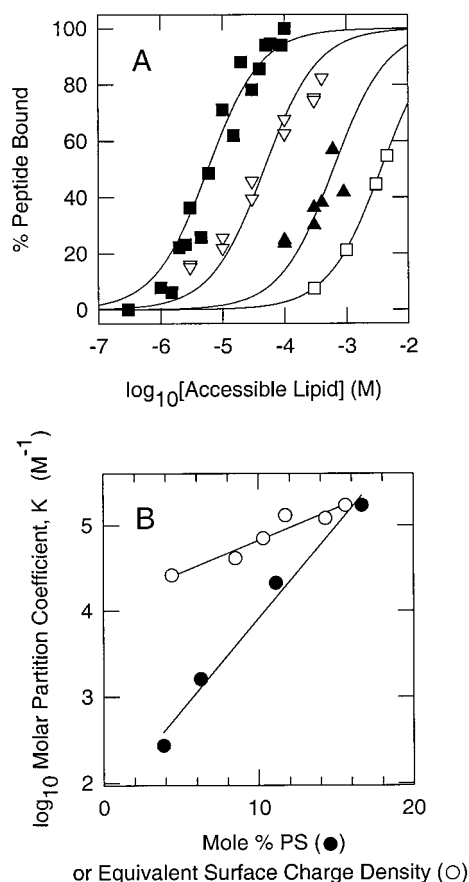 A
% Peptide Bound
100
80
60
40
20
0
-7 -6 -5 -4 -3 -2
log10[Accessible Lipid] (M)
B
log10 Molar Partition Coefficient, K (M-1)
5
4
3
2
0 10 20
Mole % PS (●)
or Equivalent Surface Charge Density (○)